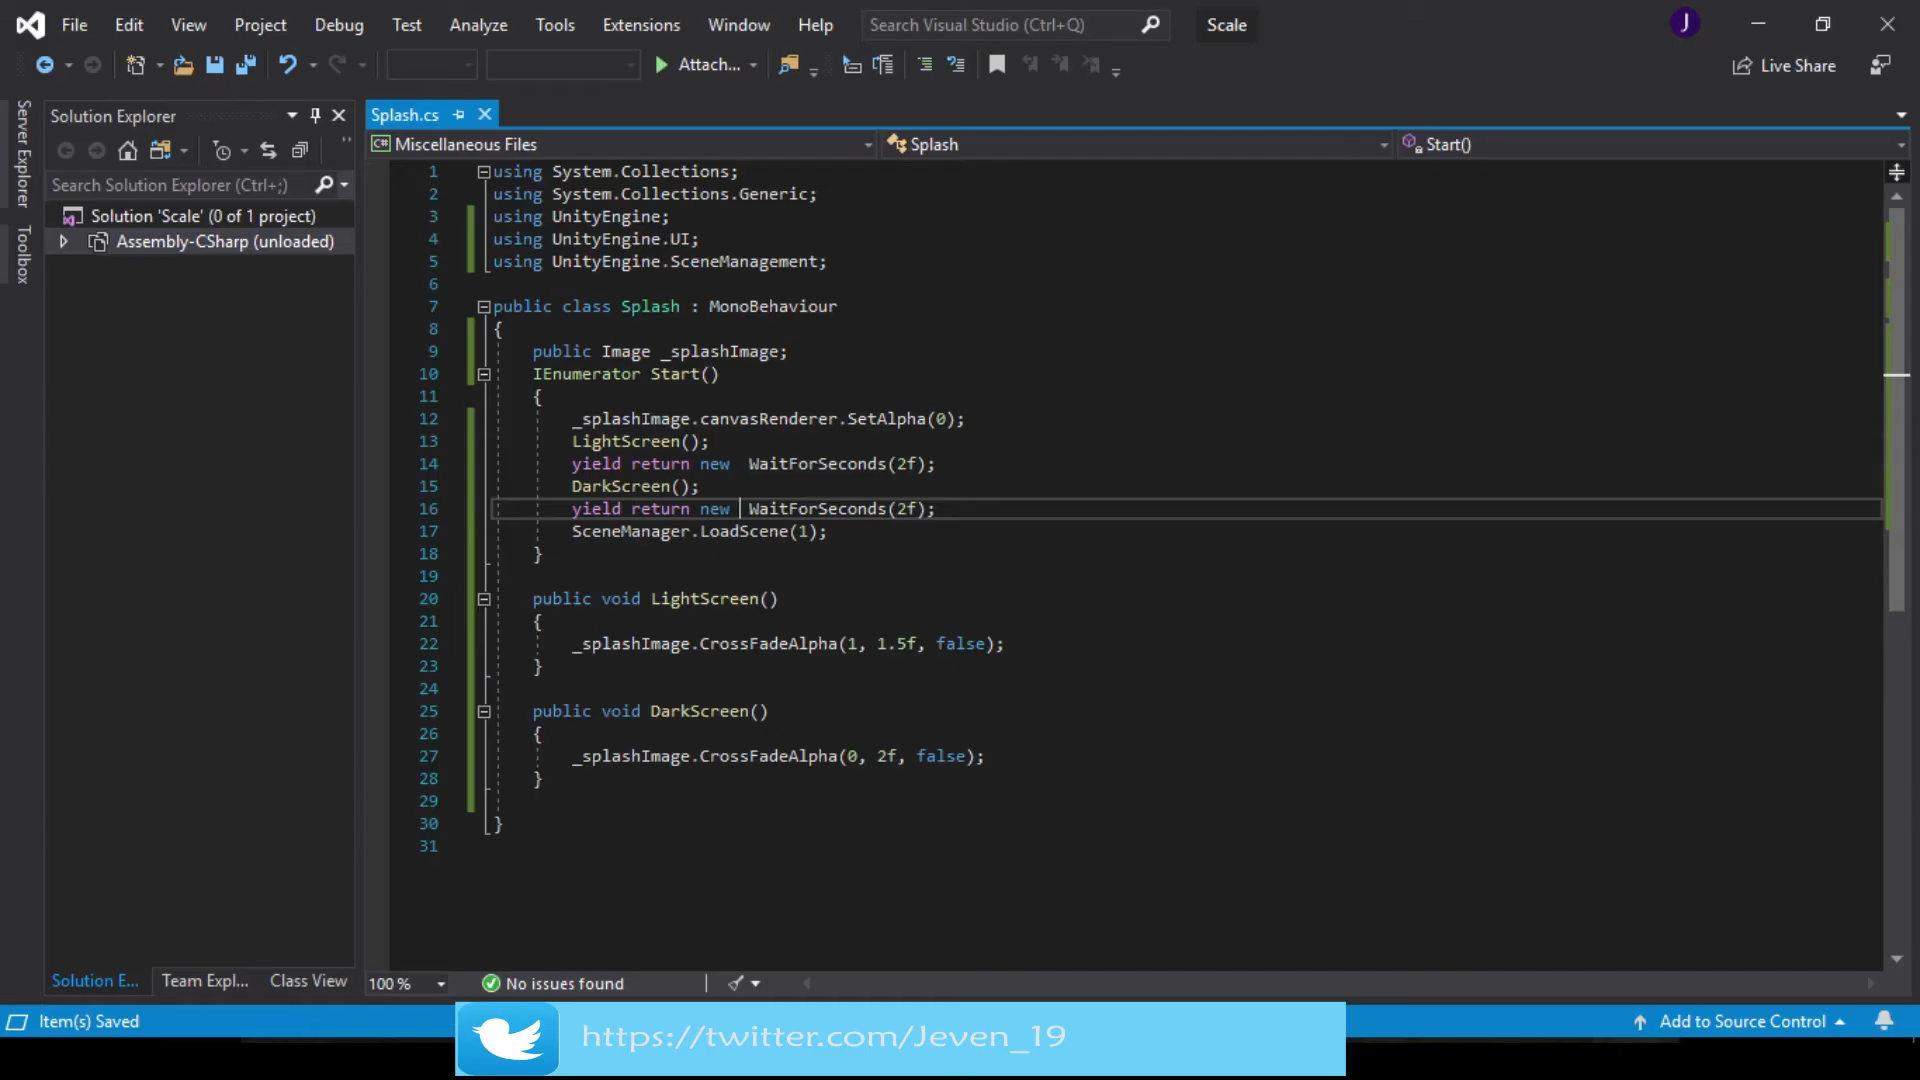 File Edit View Project Debug Test Analyze Tools Extensions Window Help Search Visual Studio (Ctrl+Q) Scale J
Attach... Live Share
Server Explorer
Toolbox
Solution Explorer
Search Solution Explorer (Ctrl+;)
Solution 'Scale' (0 of 1 project)
Assembly-CSharp (unloaded)
Solution E... Team Expl... Class View
Splash.cs
C# Miscellaneous Files Splash Start()
1 using System.Collections;
2 using System.Collections.Generic;
3 using UnityEngine;
4 using UnityEngine.UI;
5 using UnityEngine.SceneManagement;
6
7 public class Splash : MonoBehaviour
8 {
9 public Image _splashImage;
10 IEnumerator Start()
11 {
12 _splashImage.canvasRenderer.SetAlpha(0);
13 LightScreen();
14 yield return new  WaitForSeconds(2f);
15 DarkScreen();
16 yield return new  WaitForSeconds(2f);
17 SceneManager.LoadScene(1);
18 }
19
20 public void LightScreen()
21 {
22 _splashImage.CrossFadeAlpha(1, 1.5f, false);
23 }
24
25 public void DarkScreen()
26 {
27 _splashImage.CrossFadeAlpha(0, 2f, false);
28 }
29
30 }
31
100 % No issues found
Item(s) Saved Add to Source Control
https://twitter.com/Jeven_19